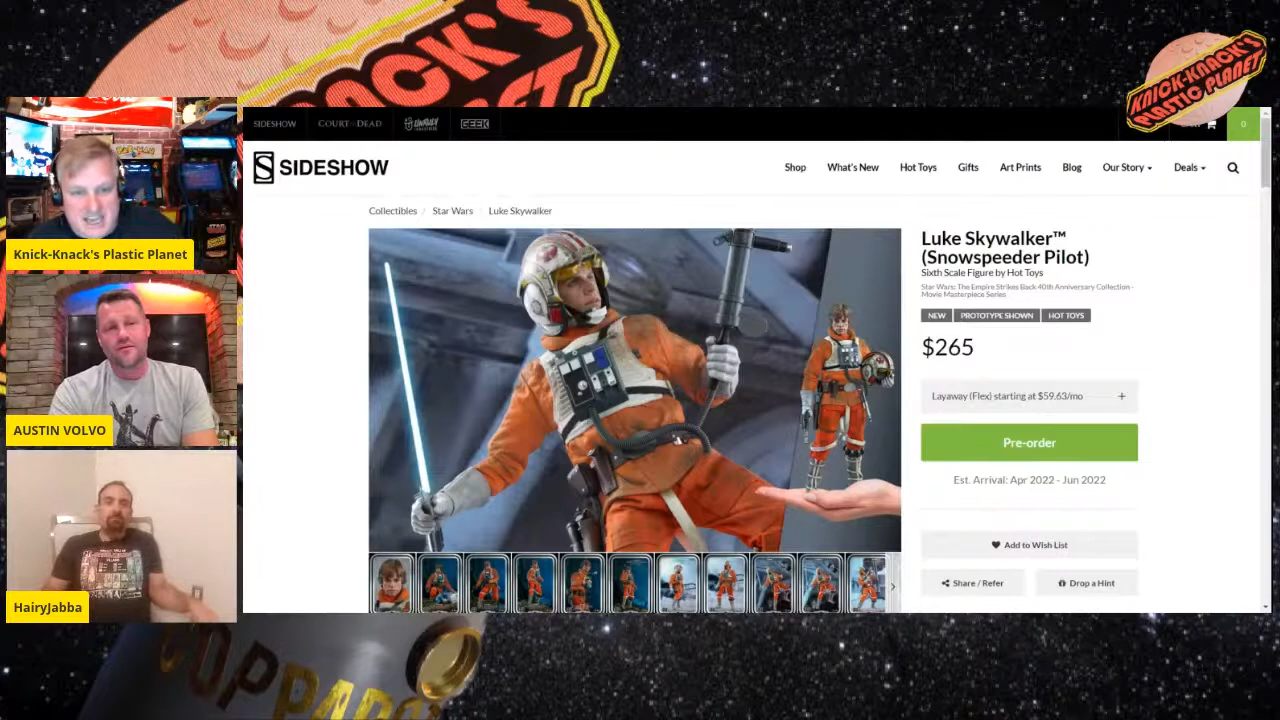 KNICK-KNACK'S
PLASTIC PLANET
SIDESHOW
COURT OF THE DEAD
UNRULY
GEEK
0
SIDESHOW
Shop
What's New
Hot Toys
Gifts
Art Prints
Blog
Our Story
Deals
Collectibles / Star Wars / Luke Skywalker
Luke Skywalker™
(Snowspeeder Pilot)
Sixth Scale Figure by Hot Toys
Star Wars: The Empire Strikes Back 40th Anniversary Collection -
Movie Masterpiece Series
NEW
PROTOTYPE SHOWN
HOT TOYS
$265
Layaway (Flex) starting at $59.63/mo +
Pre-order
Est. Arrival: Apr 2022 - Jun 2022
Add to Wish List
Share / Refer
Drop a Hint
Knick-Knack's Plastic Planet
AUSTIN VOLVO
HairyJabba